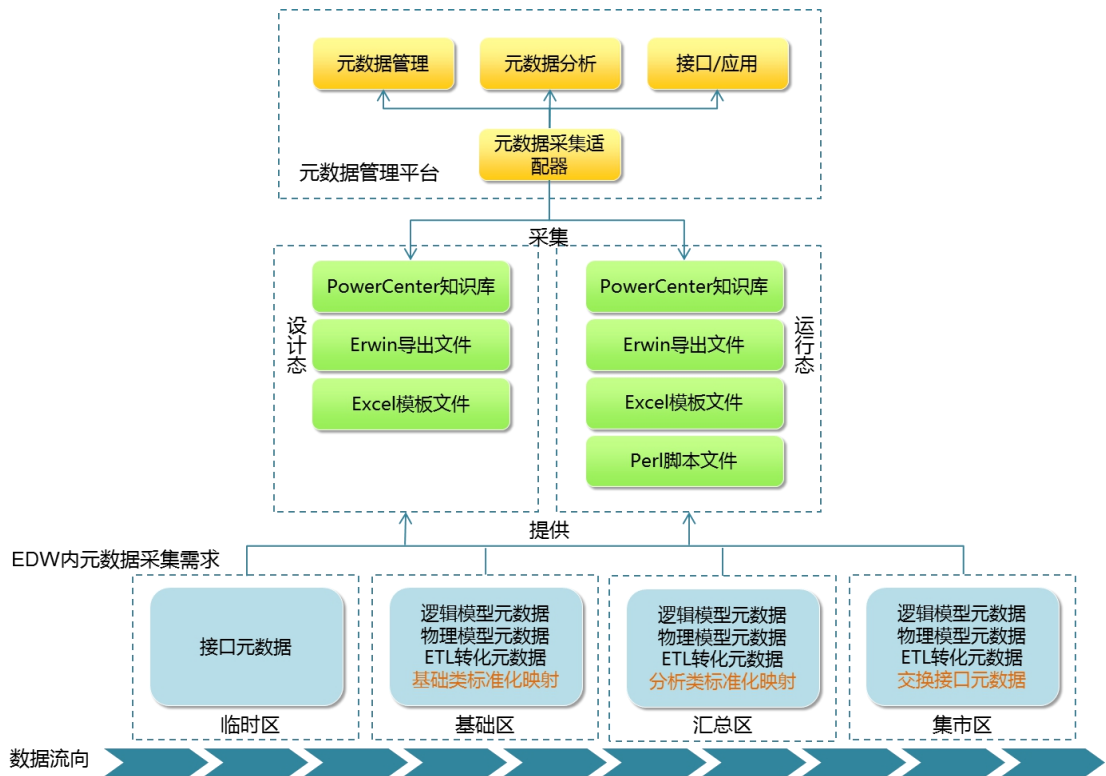 元数据管理
元数据分析
接口/应用
元数据采集适
配器
元数据管理平台
采集
设计态
PowerCenter知识库
Erwin导出文件
Excel模板文件
PowerCenter知识库
Erwin导出文件
Excel模板文件
Perl脚本文件
运行态
提供
EDW内元数据采集需求
接口元数据
临时区
逻辑模型元数据
物理模型元数据
ETL转化元数据
基础类标准化映射
基础区
逻辑模型元数据
物理模型元数据
ETL转化元数据
分析类标准化映射
汇总区
逻辑模型元数据
物理模型元数据
ETL转化元数据
交换接口元数据
集市区
数据流向